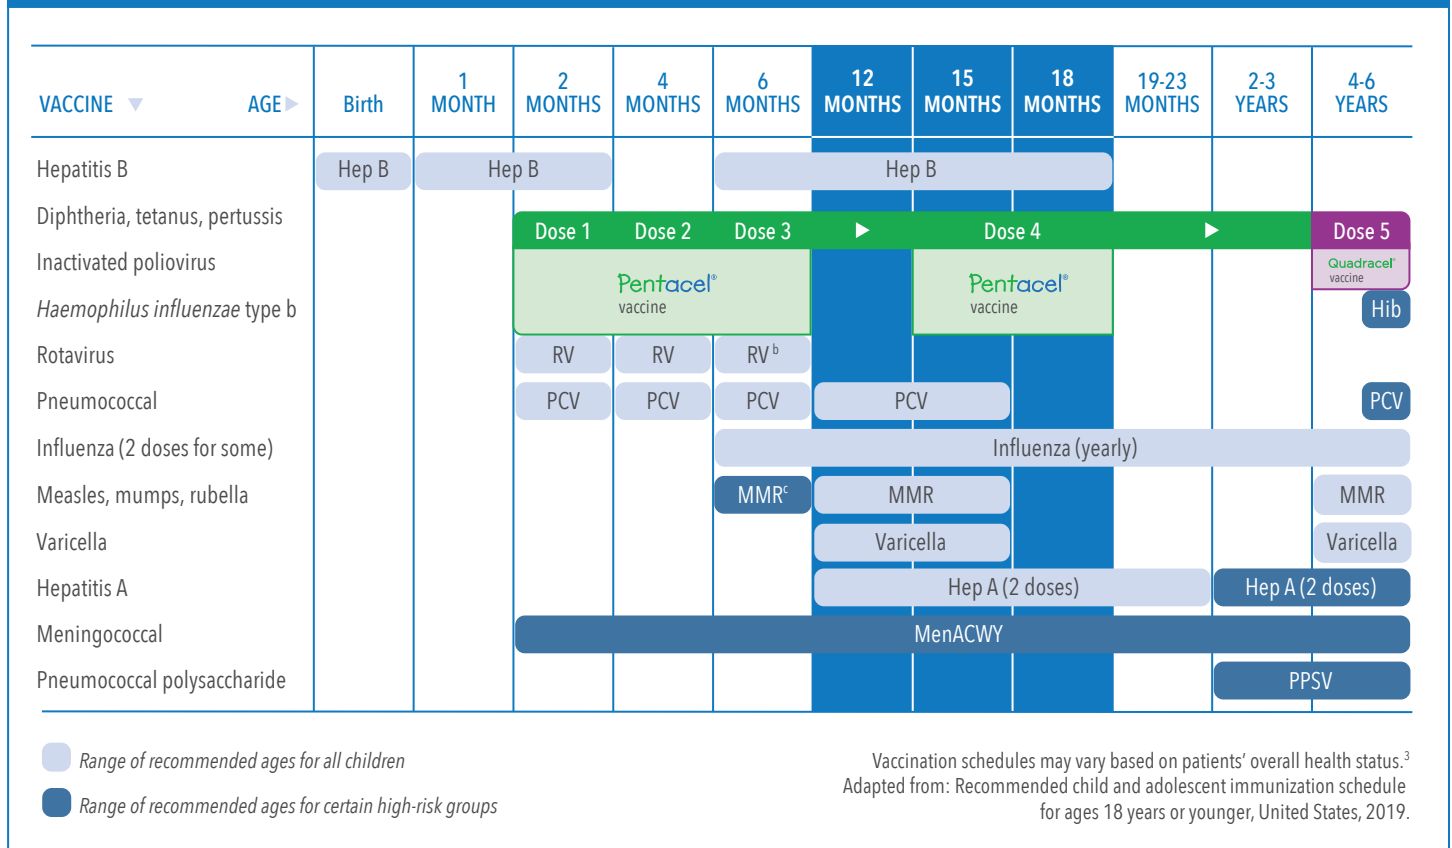 VACCINE ▼ AGE ▶ Birth 1 MONTH 2 MONTHS 4 MONTHS 6 MONTHS 12 MONTHS 15 MONTHS 18 MONTHS 19-23 MONTHS 2-3 YEARS 4-6 YEARS
Hepatitis B Hep B Hep B Hep B
Diphtheria, tetanus, pertussis Dose 1 Dose 2 Dose 3 ▶ Dose 4 ▶ Dose 5
Inactivated poliovirus Pentacel® vaccine Pentacel® vaccine Quadracel® vaccine
Haemophilus influenzae type b Hib
Rotavirus RV RV RV b
Pneumococcal PCV PCV PCV PCV PCV
Influenza (2 doses for some) Influenza (yearly)
Measles, mumps, rubella MMRc MMR MMR
Varicella Varicella Varicella
Hepatitis A Hep A (2 doses) Hep A (2 doses)
Meningococcal MenACWY
Pneumococcal polysaccharide PPSV
Range of recommended ages for all children
Range of recommended ages for certain high-risk groups
Vaccination schedules may vary based on patients' overall health status.3
Adapted from: Recommended child and adolescent immunization schedule
for ages 18 years or younger, United States, 2019.